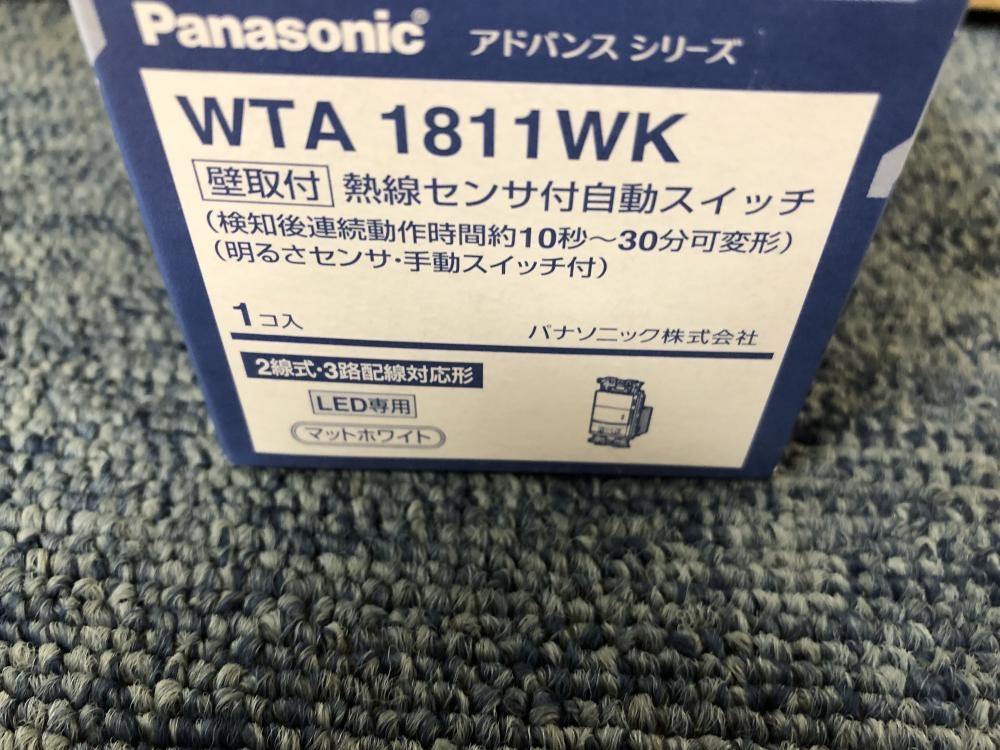 Panasonic アドバンス シリーズ
WTA 1811WK
壁取付 熱線センサ付自動スイッチ
(検知後連続動作時間約10秒～30分可変形)
(明るさセンサ・手動スイッチ付)
1コ入
パナソニック株式会社
2線式・3路配線対応形
LED専用
マットホワイト